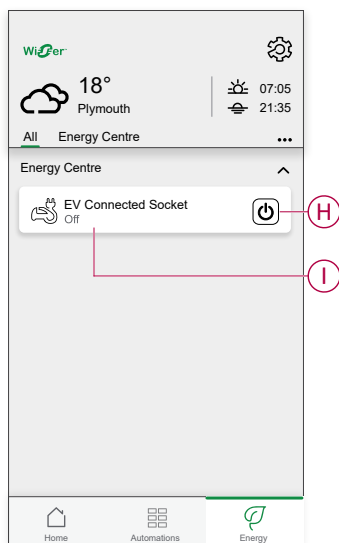 Wiser
18°
Plymouth
07:05
21:35
All Energy Centre
Energy Centre
EV Connected Socket
Off
H
I
Home Automations Energy